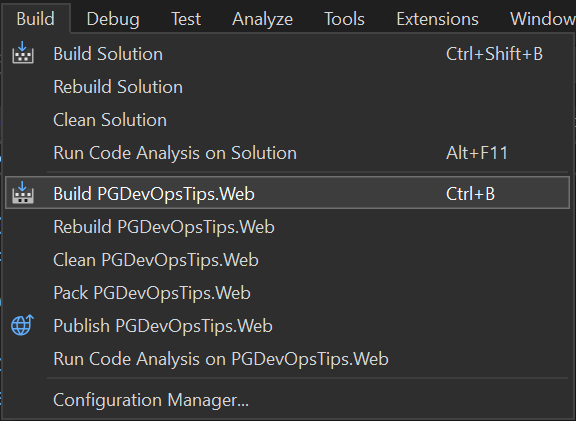 Build Debug Test Analyze Tools Extensions Window
Build Solution Ctrl+Shift+B
Rebuild Solution
Clean Solution
Run Code Analysis on Solution Alt+F11
Build PGDevOpsTips.Web Ctrl+B
Rebuild PGDevOpsTips.Web
Clean PGDevOpsTips.Web
Pack PGDevOpsTips.Web
Publish PGDevOpsTips.Web
Run Code Analysis on PGDevOpsTips.Web
Configuration Manager...